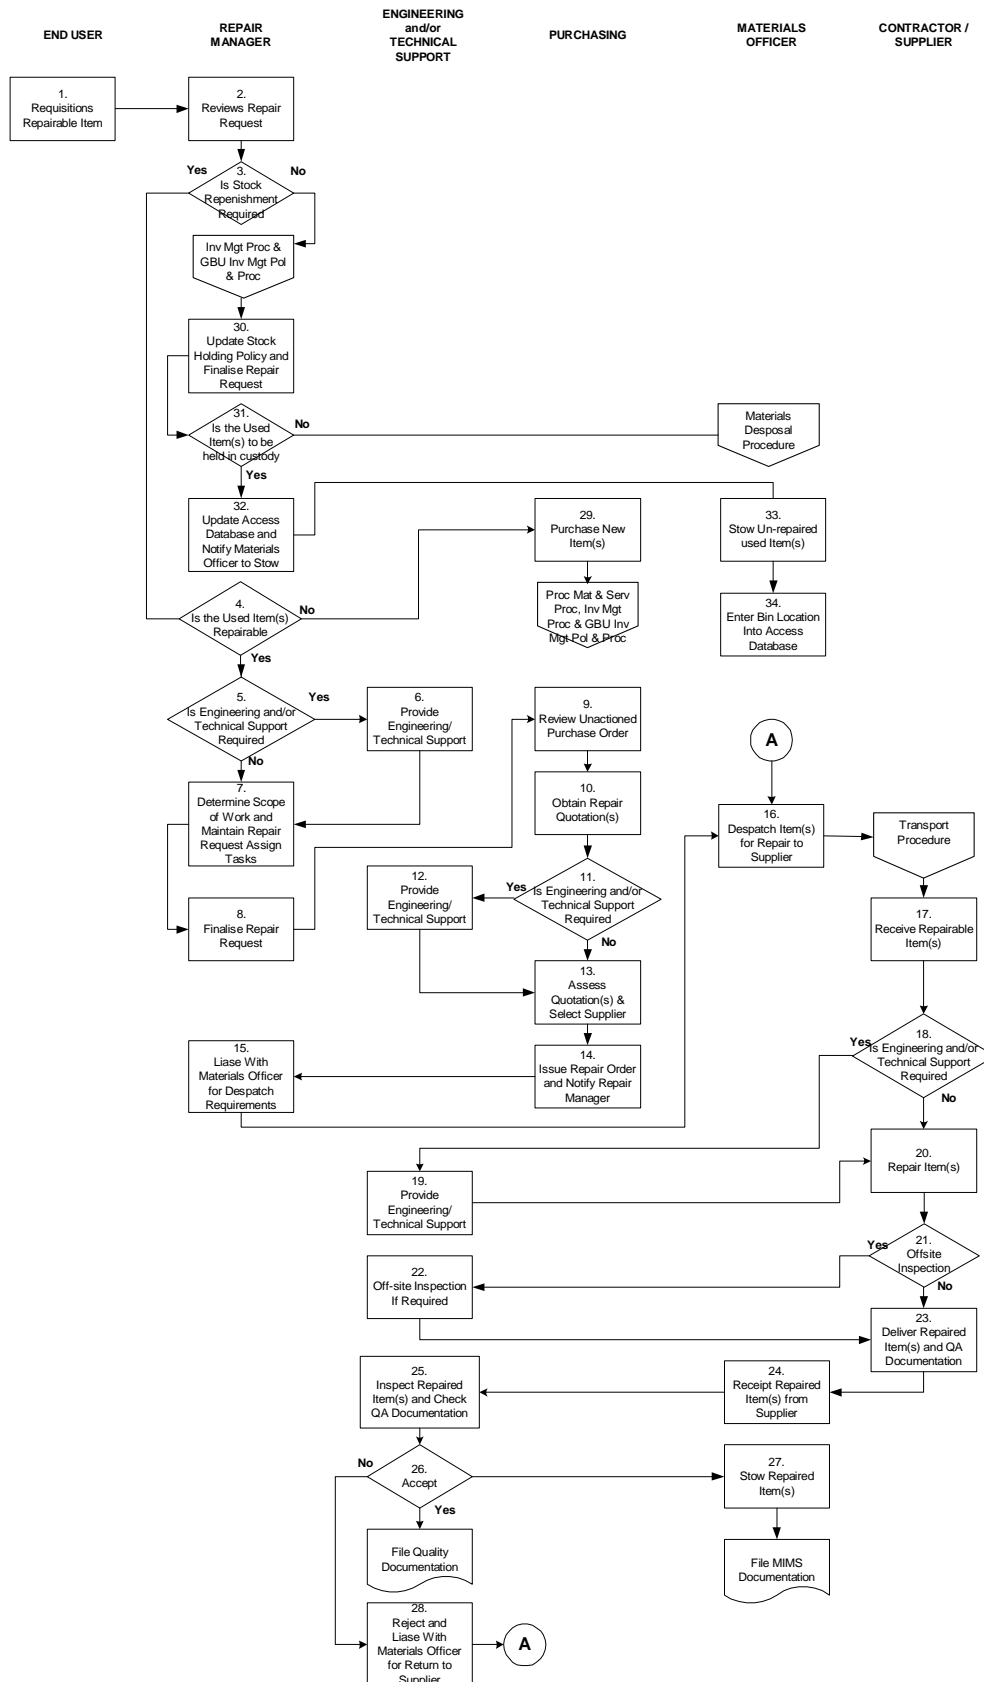 END USER
REPAIR
MANAGER
ENGINEERING
and/or
TECHNICAL
SUPPORT
PURCHASING
MATERIALS
OFFICER
CONTRACTOR /
SUPPLIER
1.
Requisitions
Repairable Item
2.
Reviews Repair
Request
Yes
No
3.
Is Stock
Repenishment
Required
Inv Mgt Proc &
GBU Inv Mgt Pol
& Proc
30.
Update Stock
Holding Policy and
Finalise Repair
Request
31.
Is the Used
Item(s) to be
held in custody
No
Yes
Materials
Desposal
Procedure
32.
Update Access
Database and
Notify Materials
Officer to Stow
29.
Purchase New
Item(s)
33.
Stow Un-repaired
used Item(s)
Proc Mat & Serv
Proc, Inv Mgt
Proc & GBU Inv
Mgt Pol & Proc
34.
Enter Bin Location
Into Access
Database
4.
Is the Used Item(s)
Repairable
No
Yes
5.
Is Engineering and/or
Technical Support
Required
Yes
No
6.
Provide
Engineering/
Technical Support
9.
Review Unactioned
Purchase Order
A
7.
Determine Scope
of Work and
Maintain Repair
Request Assign
Tasks
10.
Obtain Repair
Quotation(s)
16.
Despatch Item(s)
for Repair to
Supplier
Transport
Procedure
8.
Finalise Repair
Request
12.
Provide
Engineering/
Technical Support
Yes
11.
Is Engineering and/or
Technical Support
Required
No
17.
Receive Repairable
Item(s)
13.
Assess
Quotation(s) &
Select Supplier
15.
Liase With
Materials Officer
for Despatch
Requirements
14.
Issue Repair Order
and Notify Repair
Manager
Yes
18.
Is Engineering and/or
Technical Support
Required
No
19.
Provide
Engineering/
Technical Support
20.
Repair Item(s)
Yes
21.
Offsite
Inspection
No
22.
Off-site Inspection
If Required
23.
Deliver Repaired
Item(s) and QA
Documentation
25.
Inspect Repaired
Item(s) and Check
QA Documentation
24.
Receipt Repaired
Item(s) from
Supplier
No
26.
Accept
Yes
27.
Stow Repaired
Item(s)
File Quality
Documentation
File MIMS
Documentation
28.
Reject and
Liase With
Materials Officer
for Return to
Supplier
A